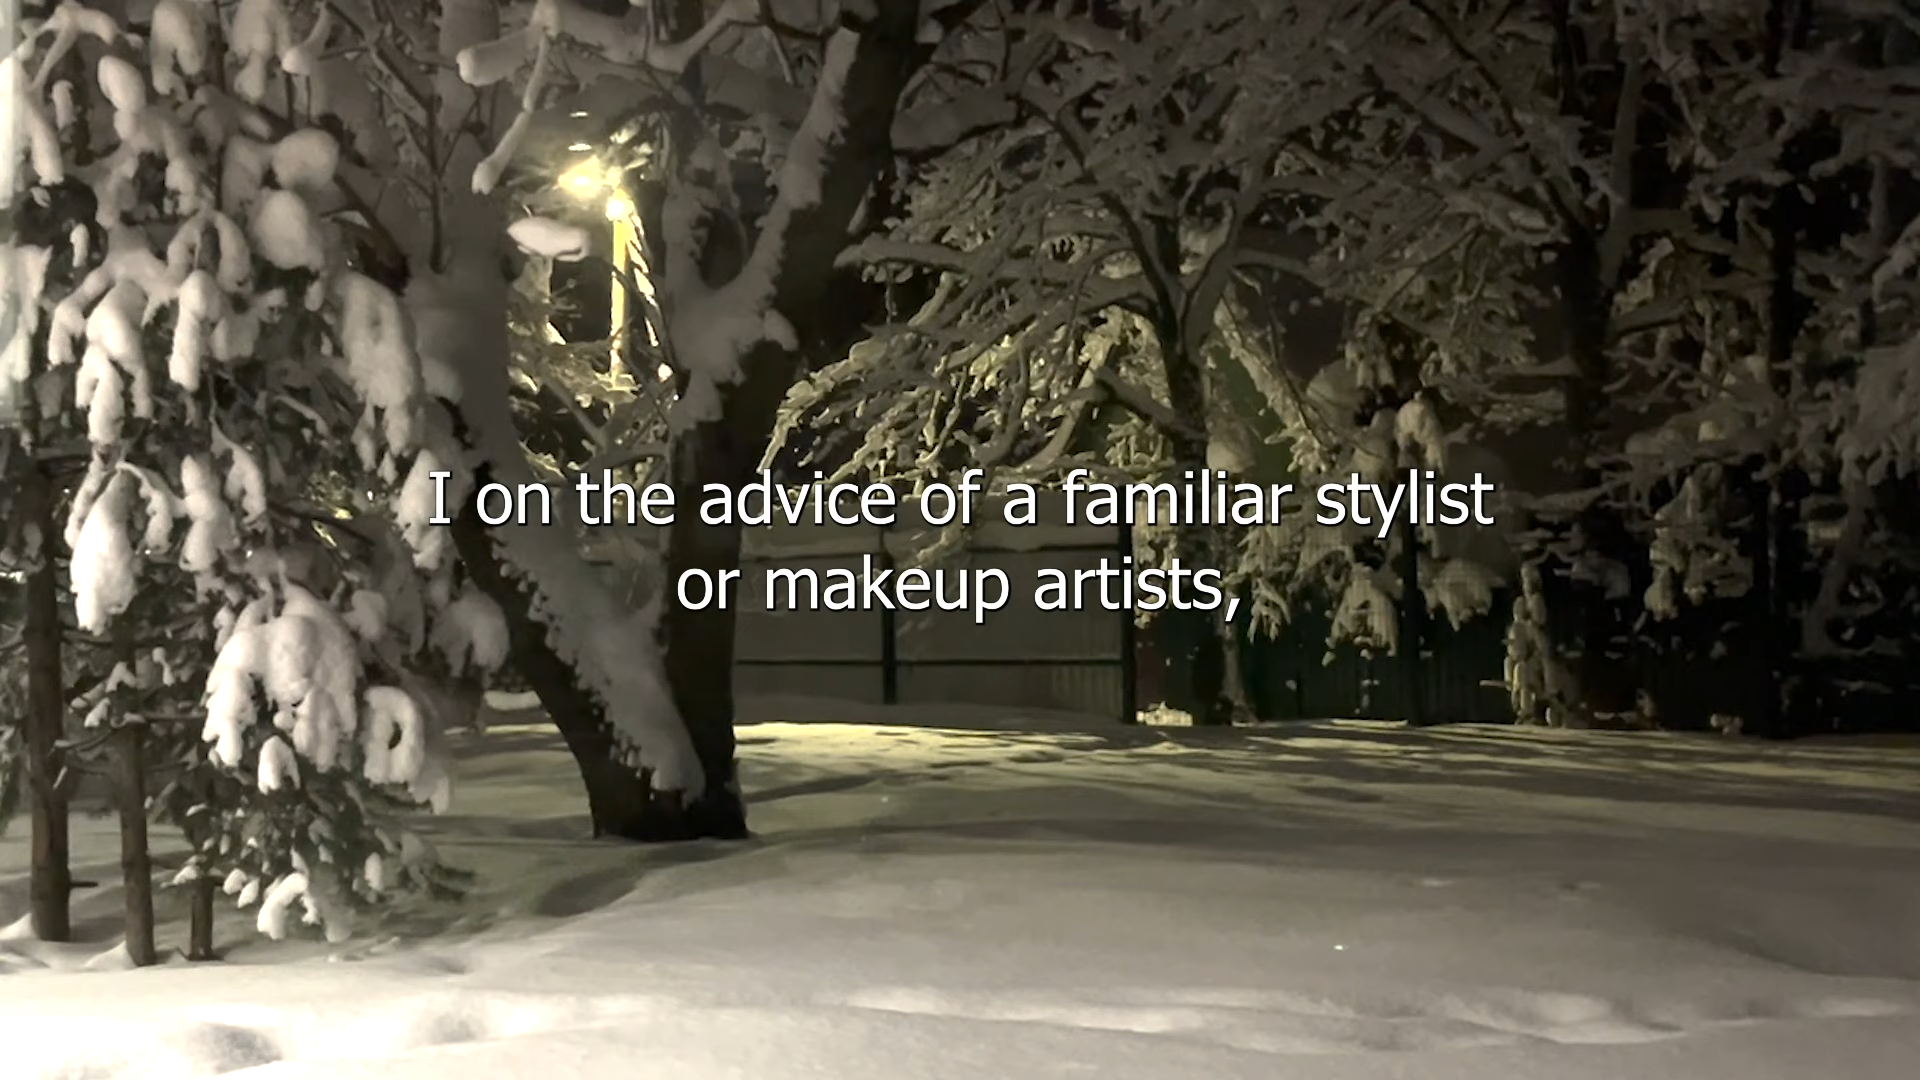 I on the advice of a familiar stylist
or makeup artists,